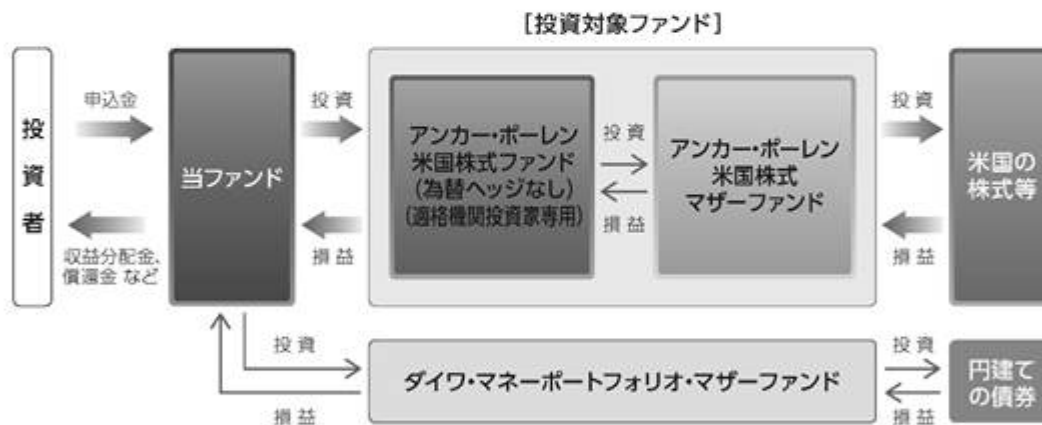 [投資対象ファンド]
投資者
申込金
収益分配金、
償還金 など
当ファンド
投資
損益
アンカー・ポーレン
米国株式ファンド
(為替ヘッジなし)
(適格機関投資家専用)
投資
損益
アンカー・ポーレン
米国株式
マザーファンド
投資
損益
米国の
株式等
投資
損益
ダイワ・マネーポートフォリオ・マザーファンド
投資
損益
円建て
の債券